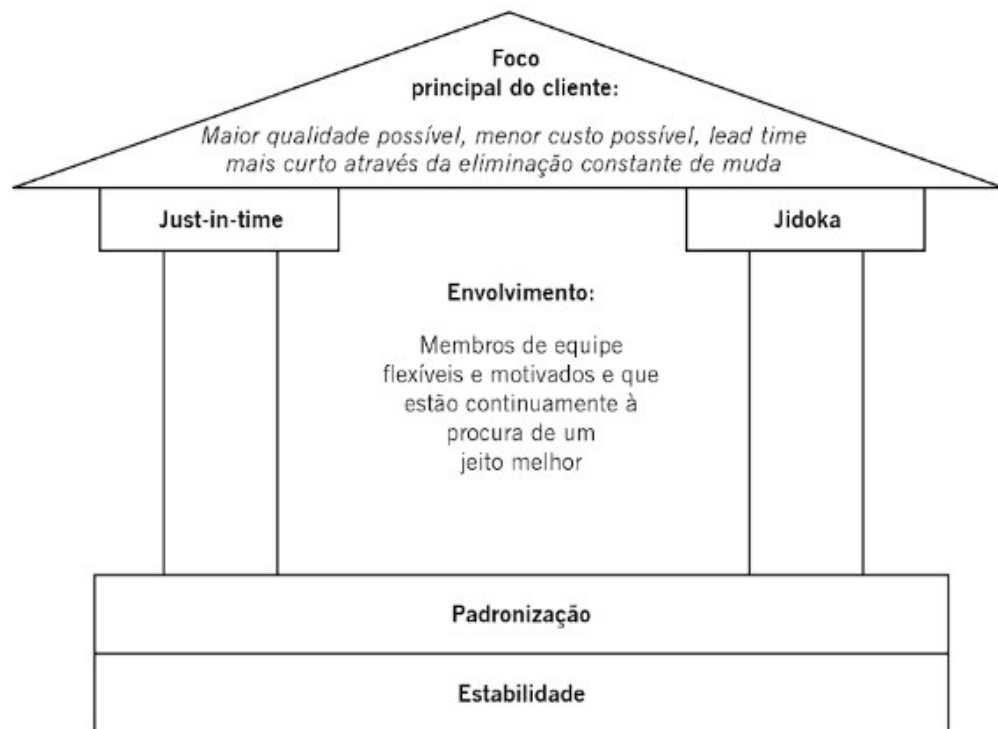 Foco
principal do cliente:
Maior qualidade possível, menor custo possível, lead time
mais curto através da eliminação constante de muda
Just-in-time
Jidoka
Envolvimento:
Membros de equipe
flexíveis e motivados e que
estão continuamente à
procura de um
jeito melhor
Padronização
Estabilidade